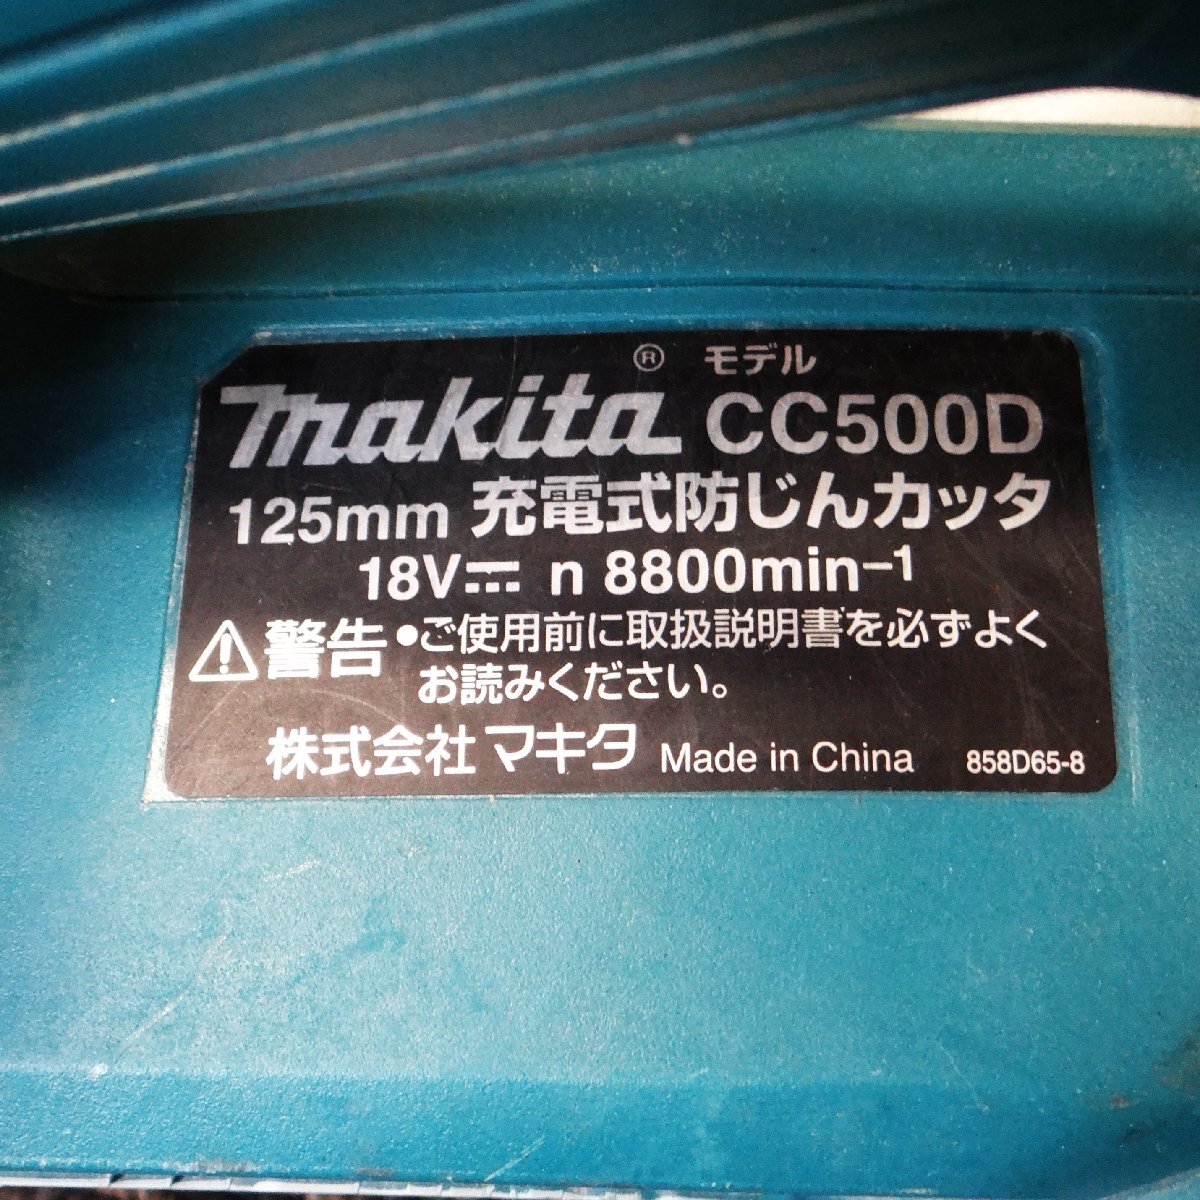 makita® モデル CC500D
125mm 充電式防じんカッタ
18V⎓ n 8800min⁻¹
⚠警告 ●ご使用前に取扱説明書を必ずよく
お読みください。
株式会社マキタ Made in China 858D65-8